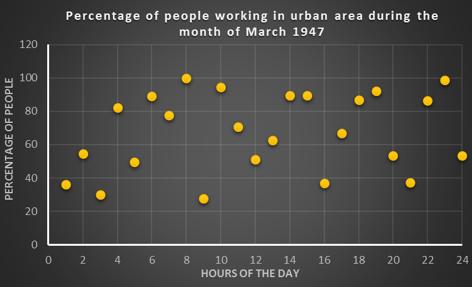 Percentage of people working in urban area during the
month of March 1947
PERCENTAGE OF PEOPLE
120
100
80
60
40
20
0
0 2 4 6 8 10 12 14 16 18 20 22 24
HOURS OF THE DAY